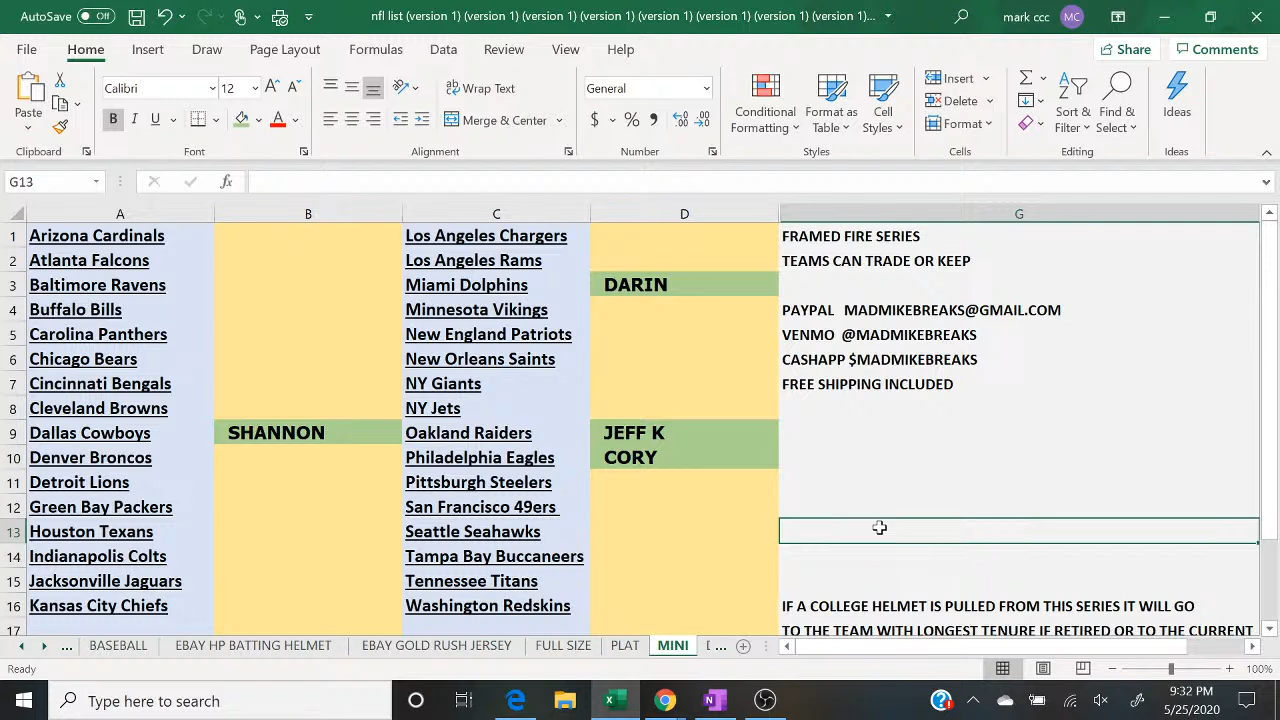 AutoSave Off
nfl list (version 1) (version 1) (version 1) (version 1) (version 1) (version 1) (version 1)...
mark ccc MC
File Home Insert Draw Page Layout Formulas Data Review View Help Share Comments
Paste
Calibri 12
B I U
Wrap Text
Merge & Center
General
$ % 9
Conditional Formatting
Format as Table
Cell Styles
Insert
Delete
Format
Sort & Filter
Find & Select
Ideas
Clipboard Font Alignment Number Styles Cells Editing Ideas
G13 fx
A B C D G
1 Arizona Cardinals Los Angeles Chargers FRAMED FIRE SERIES
2 Atlanta Falcons Los Angeles Rams TEAMS CAN TRADE OR KEEP
3 Baltimore Ravens Miami Dolphins DARIN
4 Buffalo Bills Minnesota Vikings PAYPAL MADMIKEBREAKS@GMAIL.COM
5 Carolina Panthers New England Patriots VENMO @MADMIKEBREAKS
6 Chicago Bears New Orleans Saints CASHAPP $MADMIKEBREAKS
7 Cincinnati Bengals NY Giants FREE SHIPPING INCLUDED
8 Cleveland Browns NY Jets
9 Dallas Cowboys SHANNON Oakland Raiders JEFF K
10 Denver Broncos Philadelphia Eagles CORY
11 Detroit Lions Pittsburgh Steelers
12 Green Bay Packers San Francisco 49ers
13 Houston Texans Seattle Seahawks
14 Indianapolis Colts Tampa Bay Buccaneers
15 Jacksonville Jaguars Tennessee Titans
16 Kansas City Chiefs Washington Redskins IF A COLLEGE HELMET IS PULLED FROM THIS SERIES IT WILL GO
17 TO THE TEAM WITH LONGEST TENURE IF RETIRED OR TO THE CURRENT
... BASEBALL EBAY HP BATTING HELMET EBAY GOLD RUSH JERSEY FULL SIZE PLAT MINI ...
Ready 100%
Type here to search
9:32 PM
5/25/2020